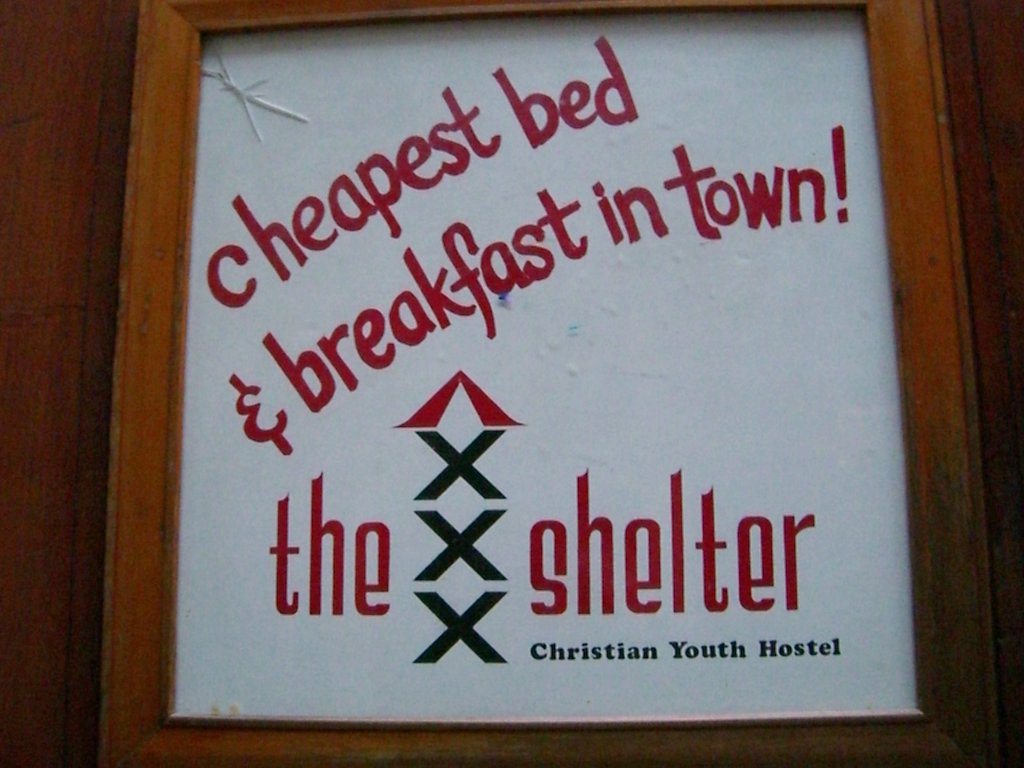 cheapest bed
& breakfast in town!
the shelter
Christian Youth Hostel